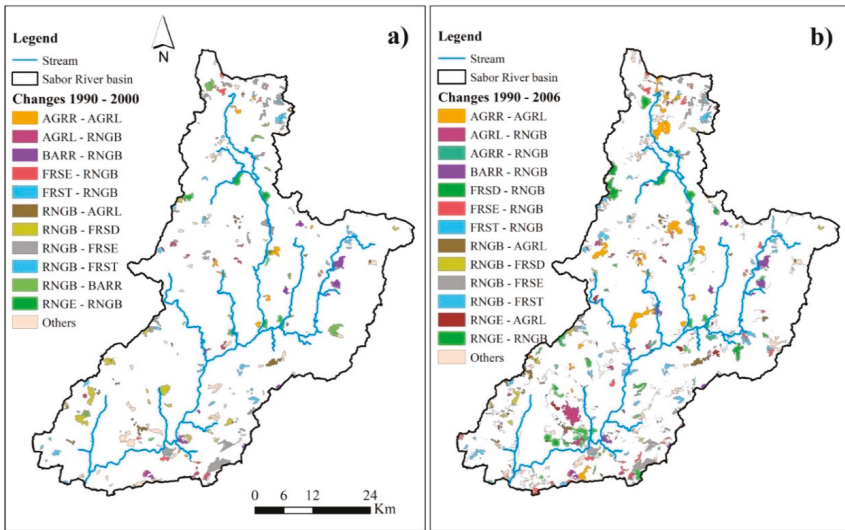 Legend
Stream
Sabor River basin
Changes 1990 - 2000
AGRR - AGRL
AGRL - RNGB
BARR - RNGB
FRSE - RNGB
FRST - RNGB
RNGB - AGRL
RNGB - FRSD
RNGB - FRSE
RNGB - FRST
RNGB - BARR
RNGE - RNGB
Others
N
a)
0 6 12 24
Km
Legend
Stream
Sabor River basin
Changes 1990 - 2006
AGRR - AGRL
AGRL - RNGB
AGRR - RNGB
BARR - RNGB
FRSD - RNGB
FRSE - RNGB
FRST - RNGB
RNGB - AGRL
RNGB - FRSD
RNGB - FRSE
RNGB - FRST
RNGE - AGRL
RNGE - RNGB
Others
b)